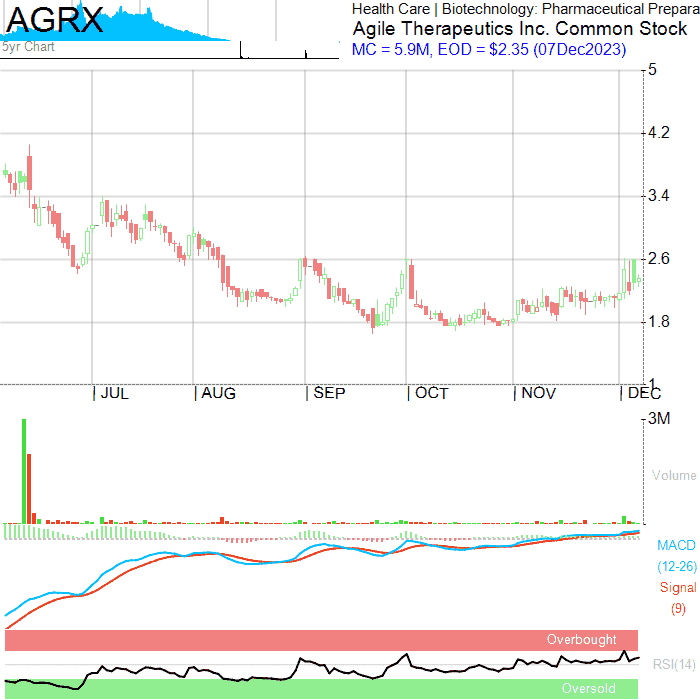 AGRX
5yr Chart
Health Care | Biotechnology: Pharmaceutical Prepara
Agile Therapeutics Inc. Common Stock
MC = 5.9M, EOD = $2.35 (07Dec2023)
5
4.2
3.4
2.6
1.8
1
JUL
AUG
SEP
OCT
NOV
DEC
3M
Volume
MACD
(12-26)
Signal
(9)
Overbought
RSI(14)
Oversold